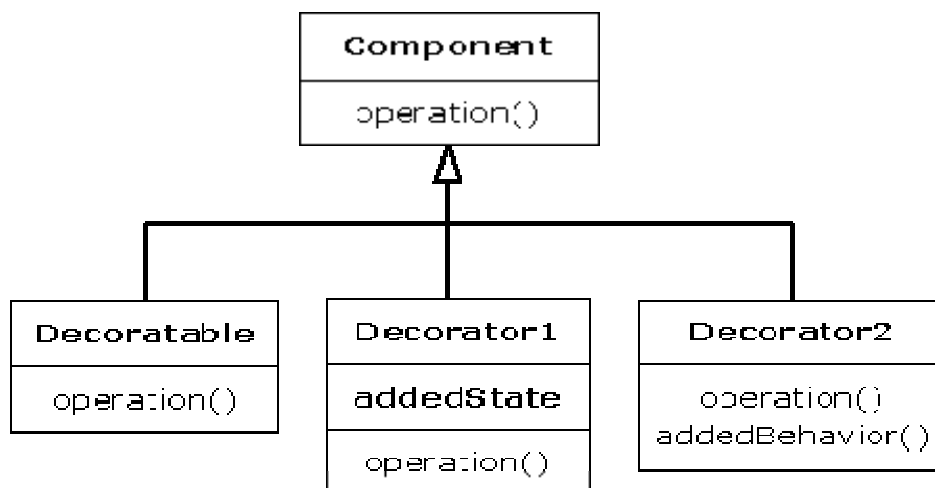 Component
operation()
Decoratable
operation()
Decorator1
addedState
operation()
Decorator2
operation()
addedBehavior()